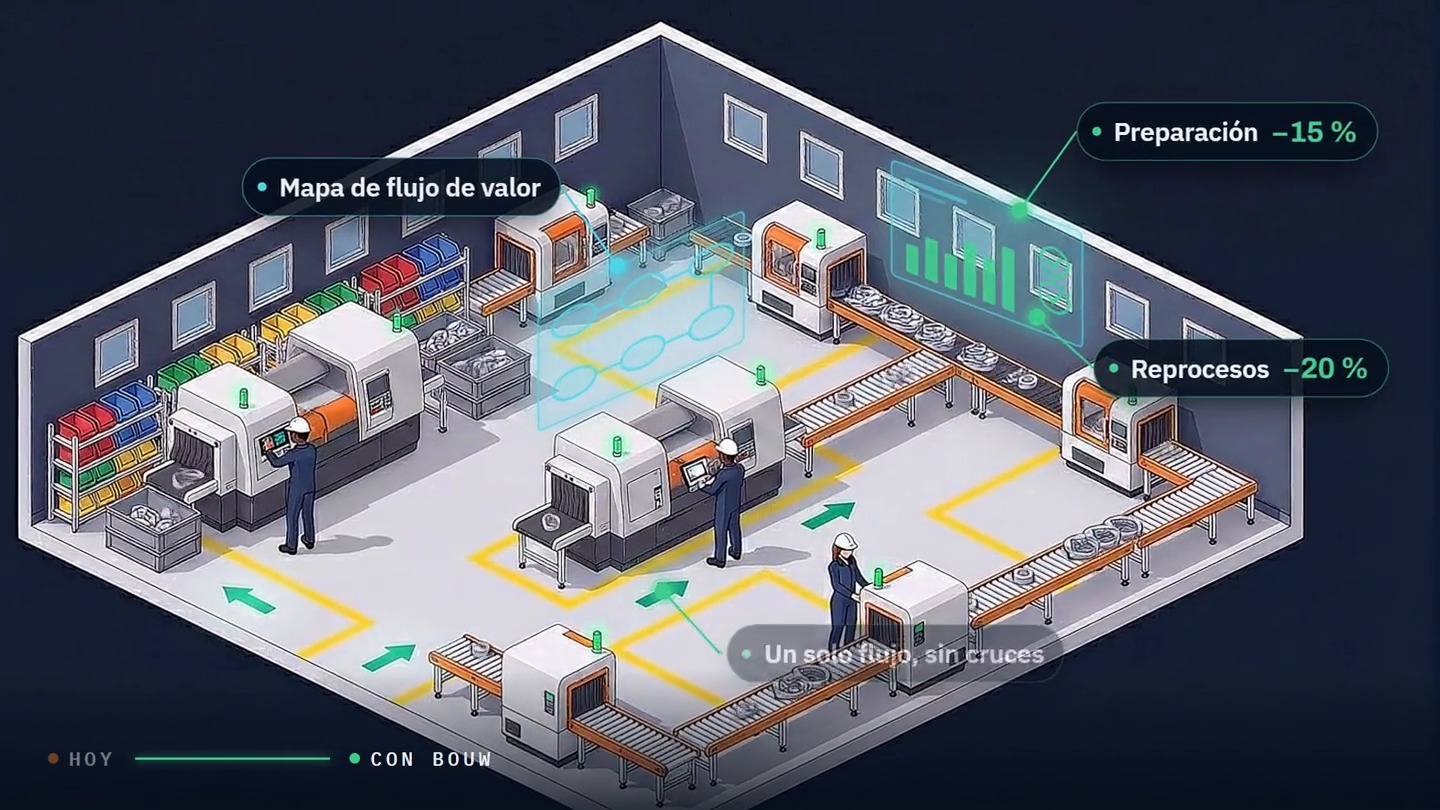 Preparación −15 %
Mapa de flujo de valor
Reprocesos −20 %
Un solo flujo, sin cruces
HOY CON BOUW